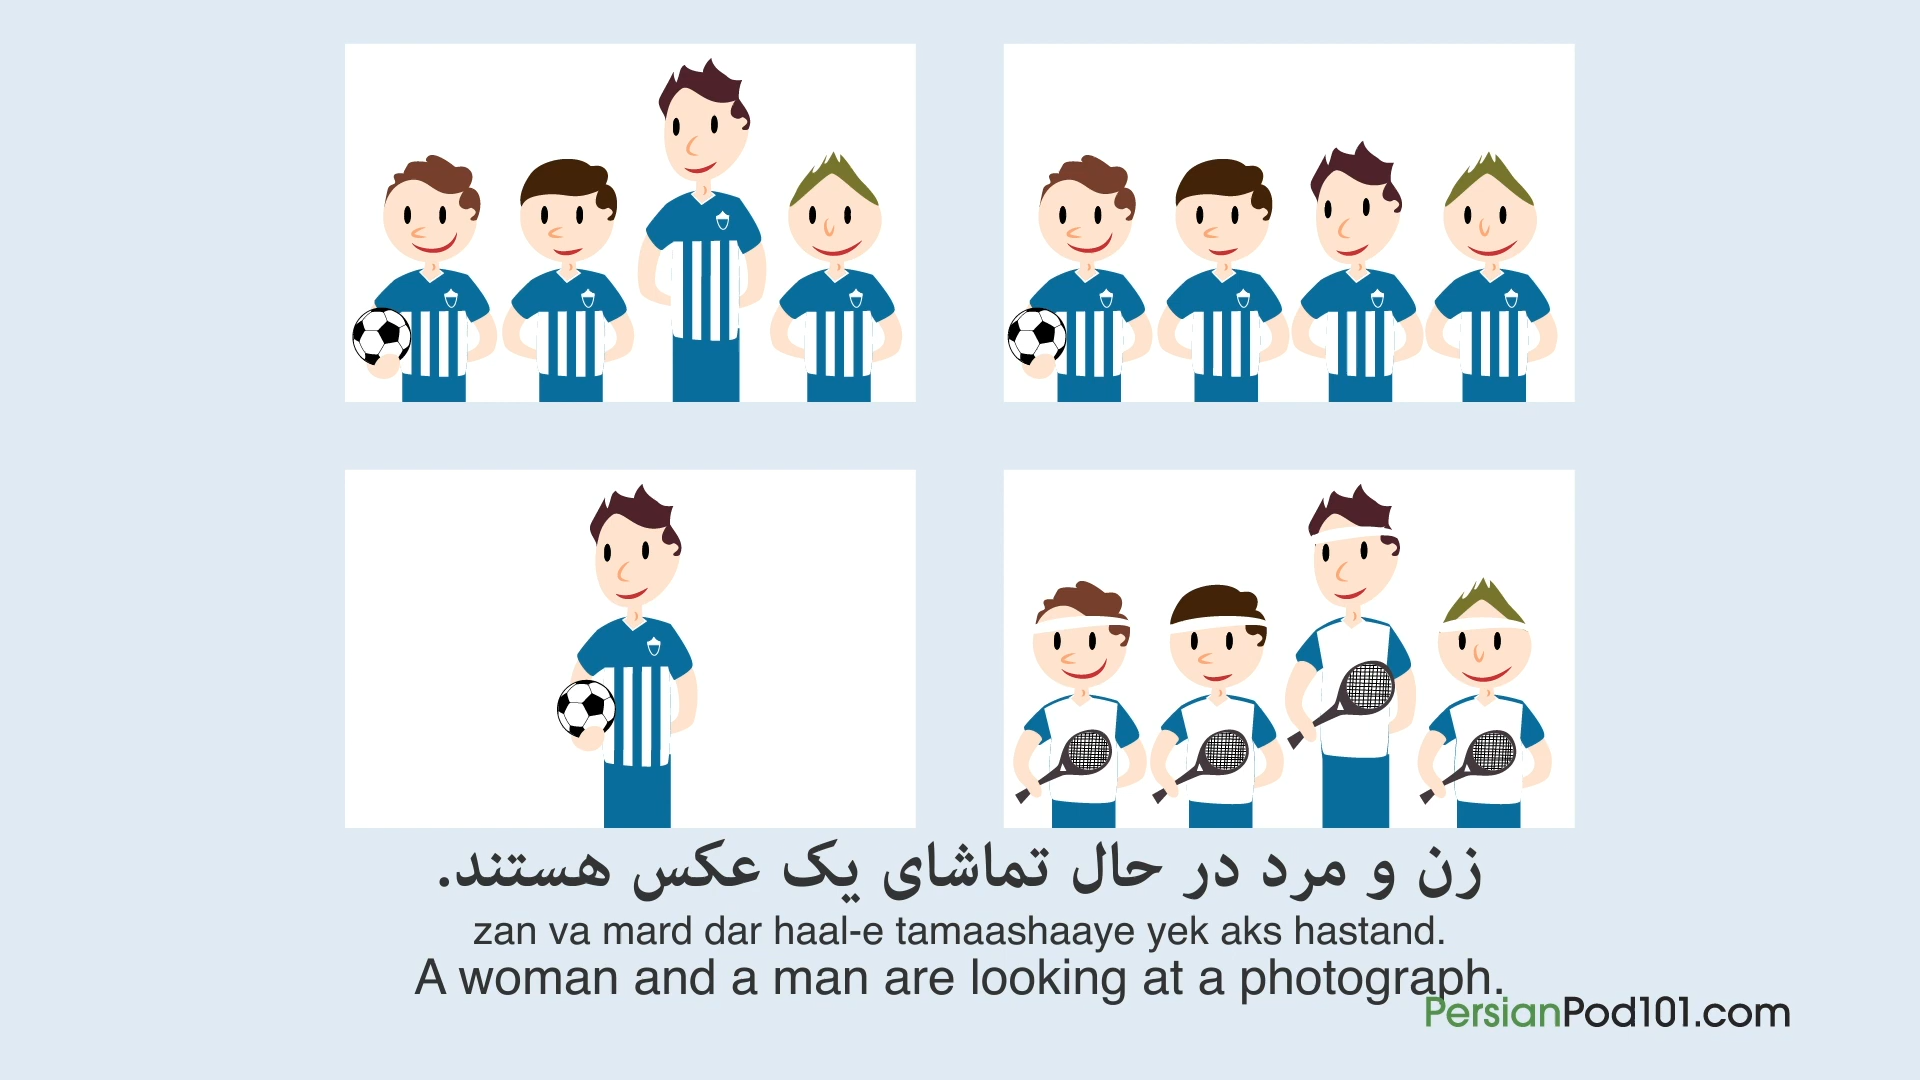 زن و مرد در حال تماشای یک عکس هستند.
zan va mard dar haal-e tamaashaaye yek aks hastand.
A woman and a man are looking at a photograph.
PersianPod101.com